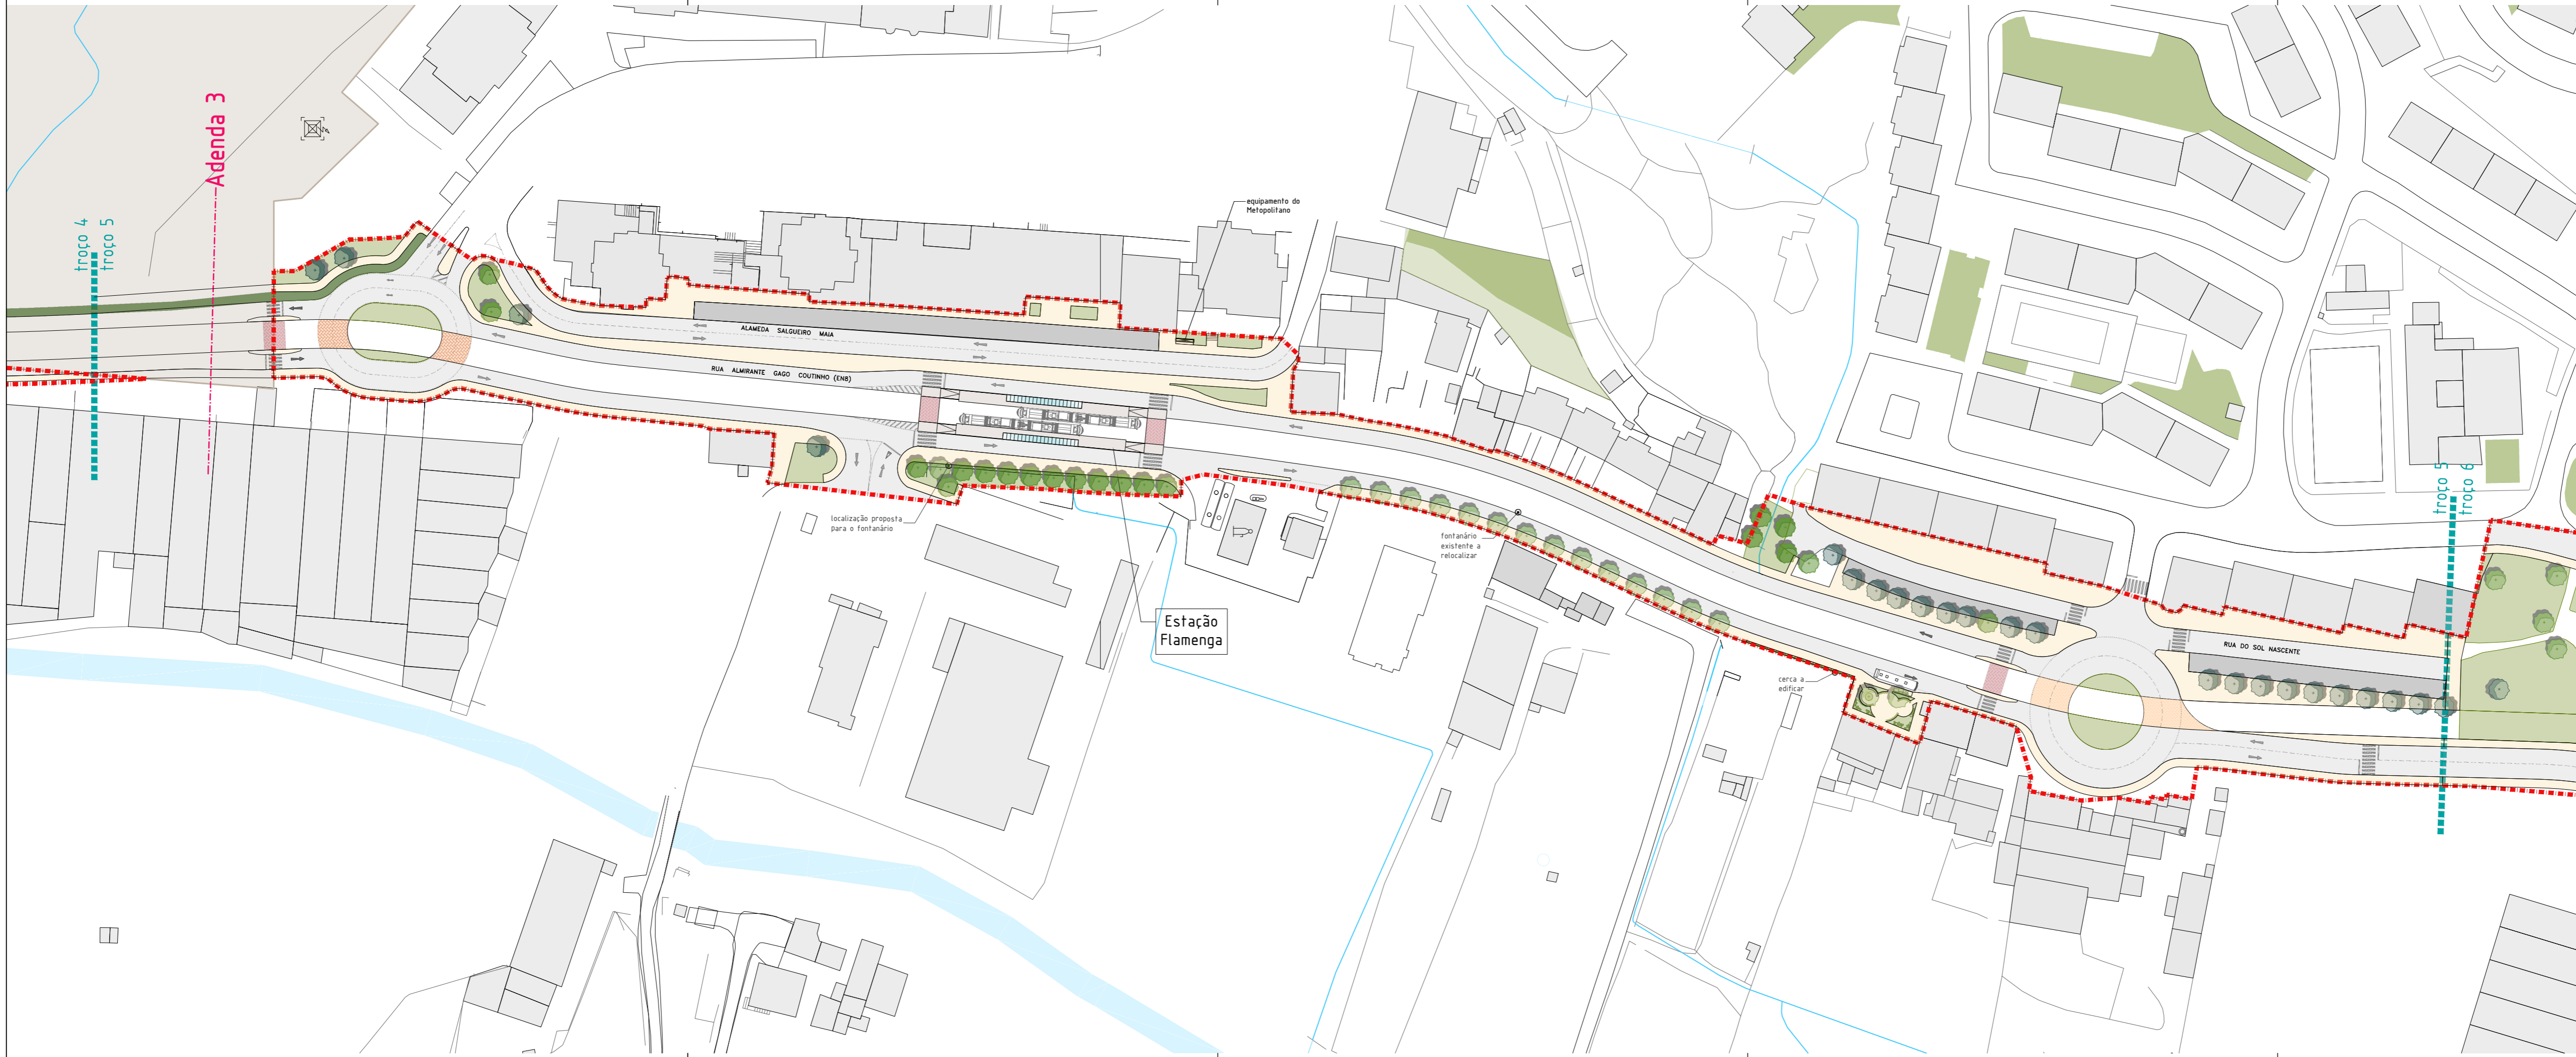 Adenda 3
troço 4
troço 5
equipamento do
Metopolitano
ALAMEDA SALGUEIRO MAIA
RUA ALMIRANTE GAGO COUTINHO (EN8)
localização proposta
para o fontanário
fontanário
existente a
relocalizar
Estação
Flamenga
cerca a
edificar
RUA DO SOL NASCENTE
troço 5
troço 6